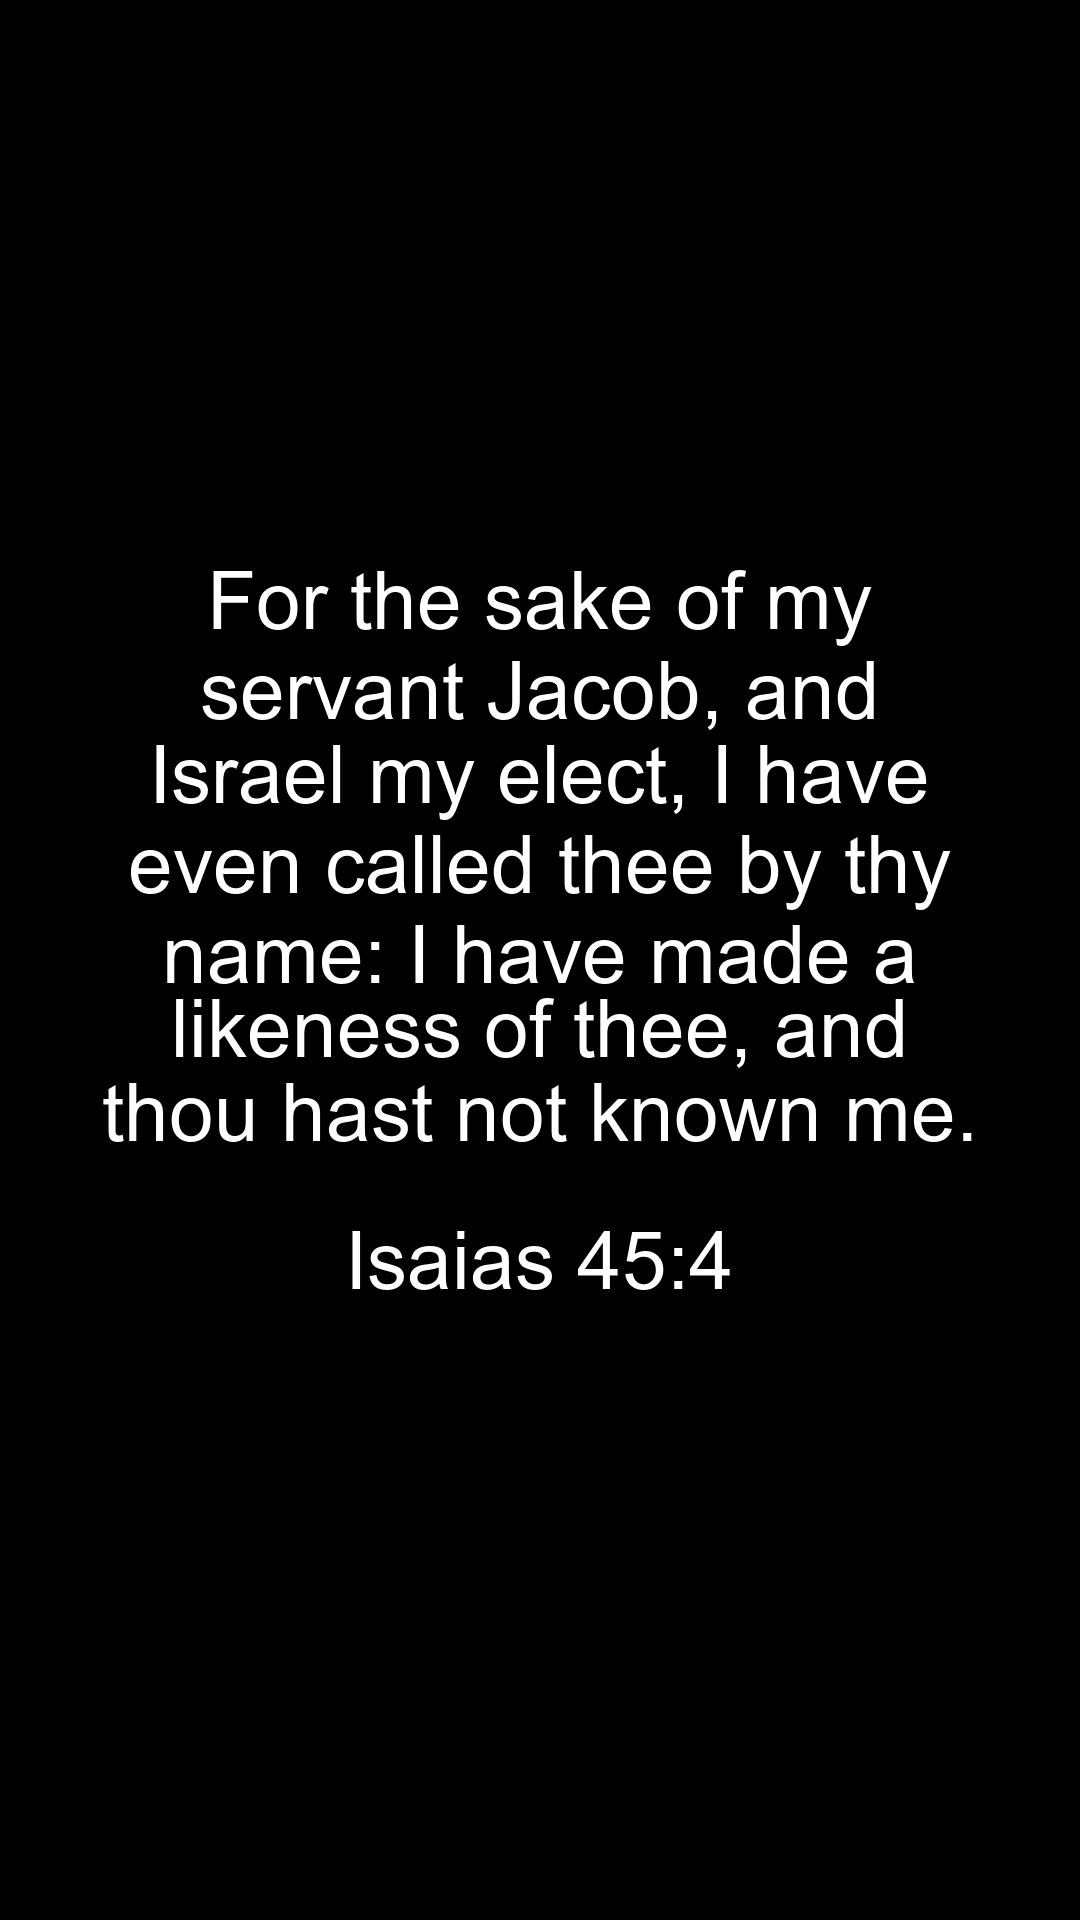 For the sake of my
servant Jacob, and
Israel my elect, I have
even called thee by thy
name: I have made a
likeness of thee, and
thou hast not known me.
Isaias 45:4